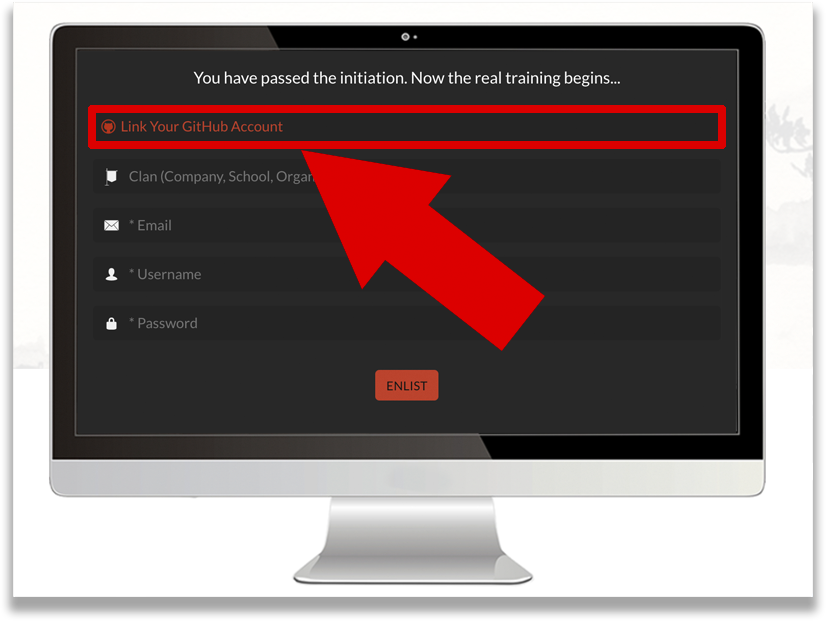 You have passed the initiation. Now the real training begins...
Link Your GitHub Account
Clan (Company, School, Organ
* Email
* Username
* Password
ENLIST